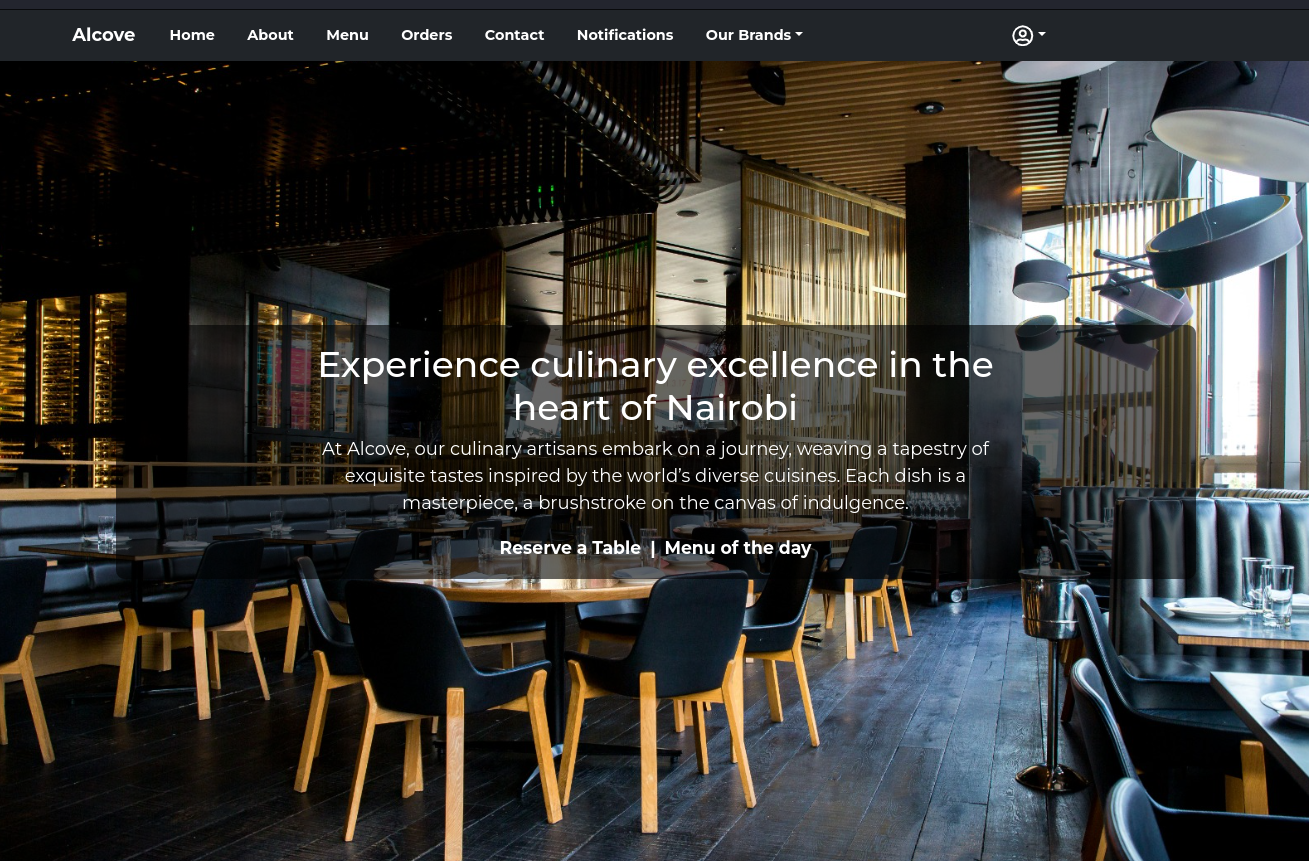 Alcove Home About Menu Orders Contact Notifications Our Brands
Experience culinary excellence in the
heart of Nairobi
At Alcove, our culinary artisans embark on a journey, weaving a tapestry of
exquisite tastes inspired by the world’s diverse cuisines. Each dish is a
masterpiece, a brushstroke on the canvas of indulgence.
Reserve a Table | Menu of the day